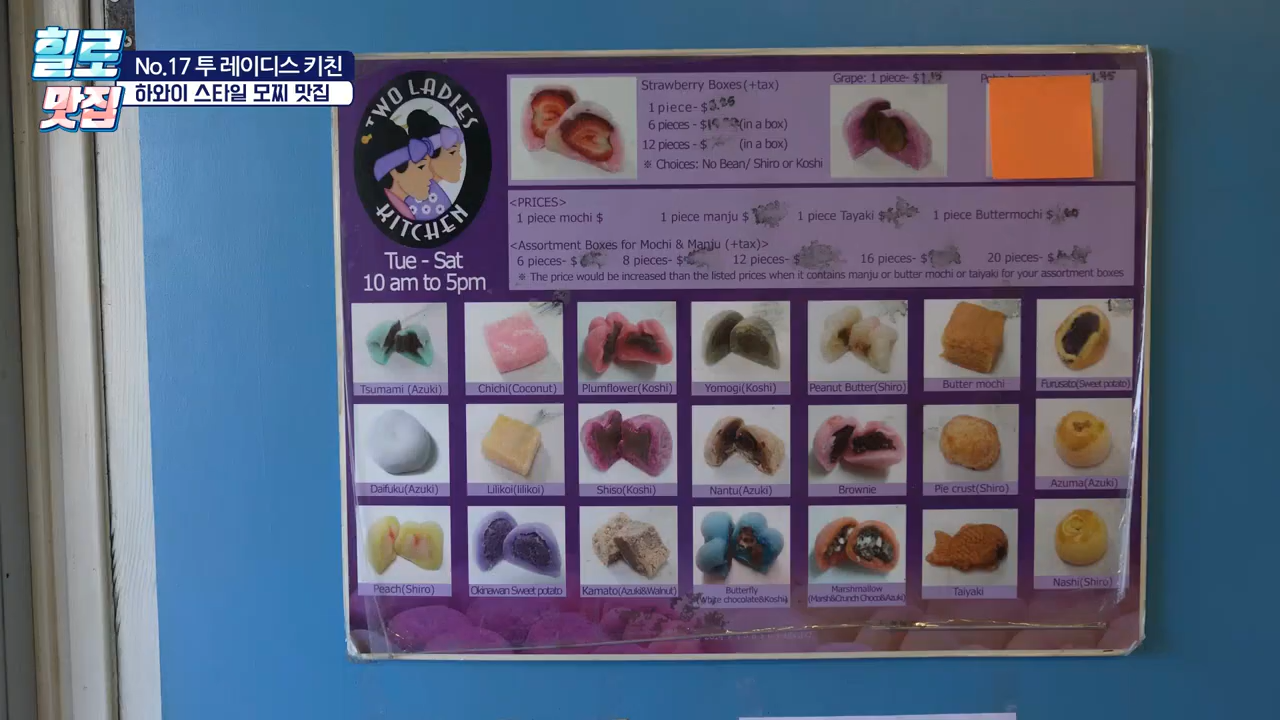 힐로
맛집
No.17 투 레이디스 키친
하와이 스타일 모찌 맛집
TWO LADIES
KITCHEN
Tue - Sat
10 am to 5pm
Strawberry Boxes(+tax)
1 piece- $
6 pieces - $ (in a box)
12 pieces - $ (in a box)
※ Choices: No Bean/ Shiro or Koshi
Grape: 1 piece- $1.
<PRICES>
1 piece mochi $
1 piece manju $
1 piece Tayaki $
1 piece Buttermochi $
<Assortment Boxes for Mochi & Manju (+tax)>
6 pieces- $ 8 pieces- $ 12 pieces- $ 16 pieces- $ 20 pieces- $
※ The price would be increased than the listed prices when it contains manju or butter mochi or taiyaki for your assortment boxes
Tsumami (Azuki)
Chichi(Coconut)
Plumflower(Koshi)
Yomogi(Koshi)
Peanut Butter(Shiro)
Butter mochi
Furusato(Sweet potato)
Daifuku(Azuki)
Lilikoi(lilikoi)
Shiso(Koshi)
Nantu(Azuki)
Brownie
Pie crust(Shiro)
Azuma(Azuki)
Peach(Shiro)
Okinawan Sweet potato
Kamato(Azuki&Walnut)
Butterfly
(White chocolate&Koshi)
Marshmallow
(Marsh&Crunch Choco&Azuki)
Taiyaki
Nashi(Shiro)